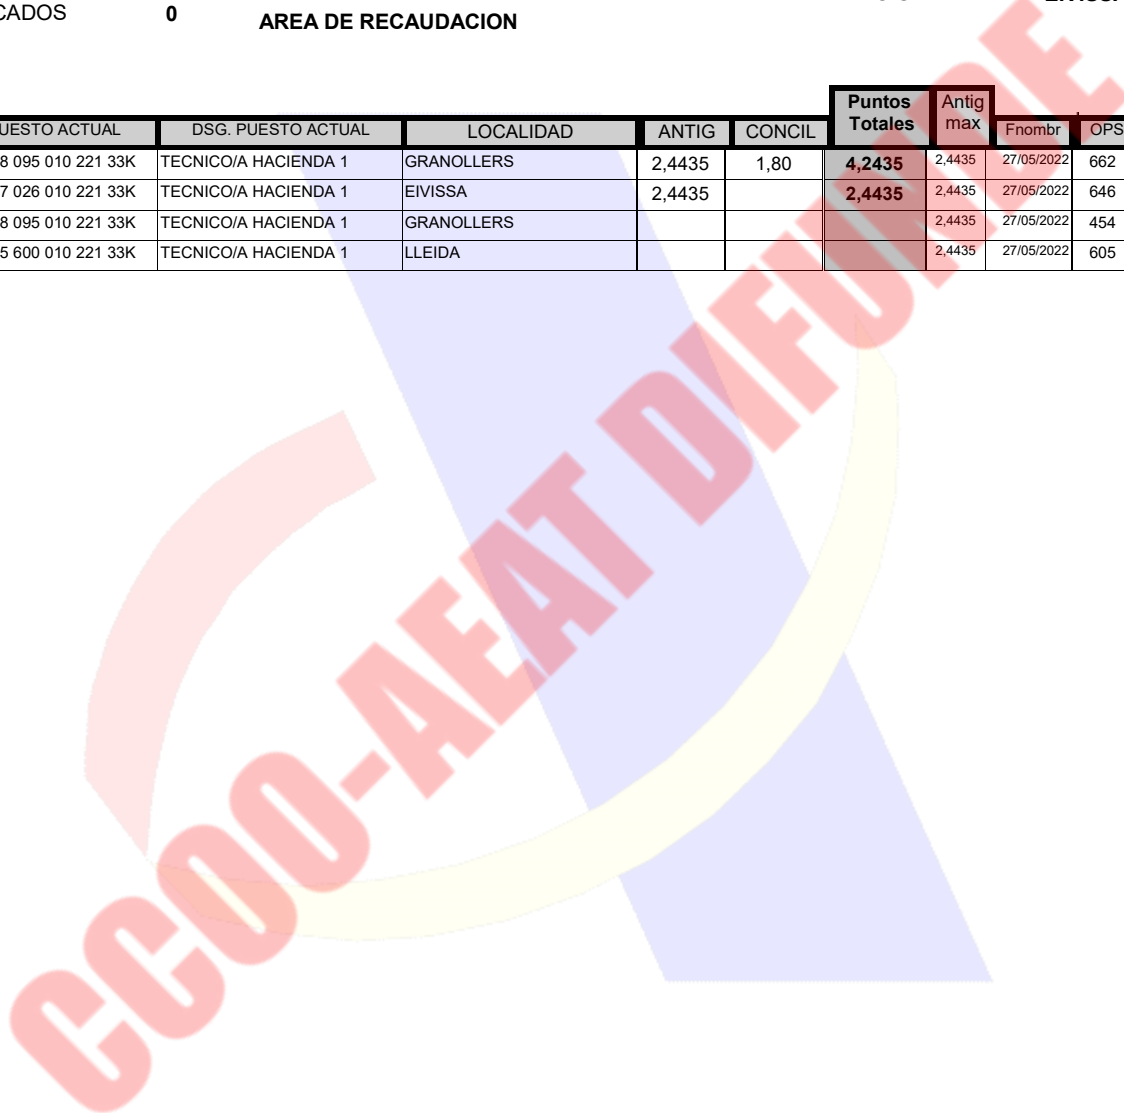 CADOS 0 AREA DE RECAUDACION
UESTO ACTUAL DSG. PUESTO ACTUAL LOCALIDAD ANTIG CONCIL Puntos Totales Antig max Fnombr OPS
8 095 010 221 33K TECNICO/A HACIENDA 1 GRANOLLERS 2,4435 1,80 4,2435 2,4435 27/05/2022 662
7 026 010 221 33K TECNICO/A HACIENDA 1 EIVISSA 2,4435 2,4435 2,4435 27/05/2022 646
8 095 010 221 33K TECNICO/A HACIENDA 1 GRANOLLERS 2,4435 27/05/2022 454
5 600 010 221 33K TECNICO/A HACIENDA 1 LLEIDA 2,4435 27/05/2022 605
CCOO-AEAT DIFUNDE